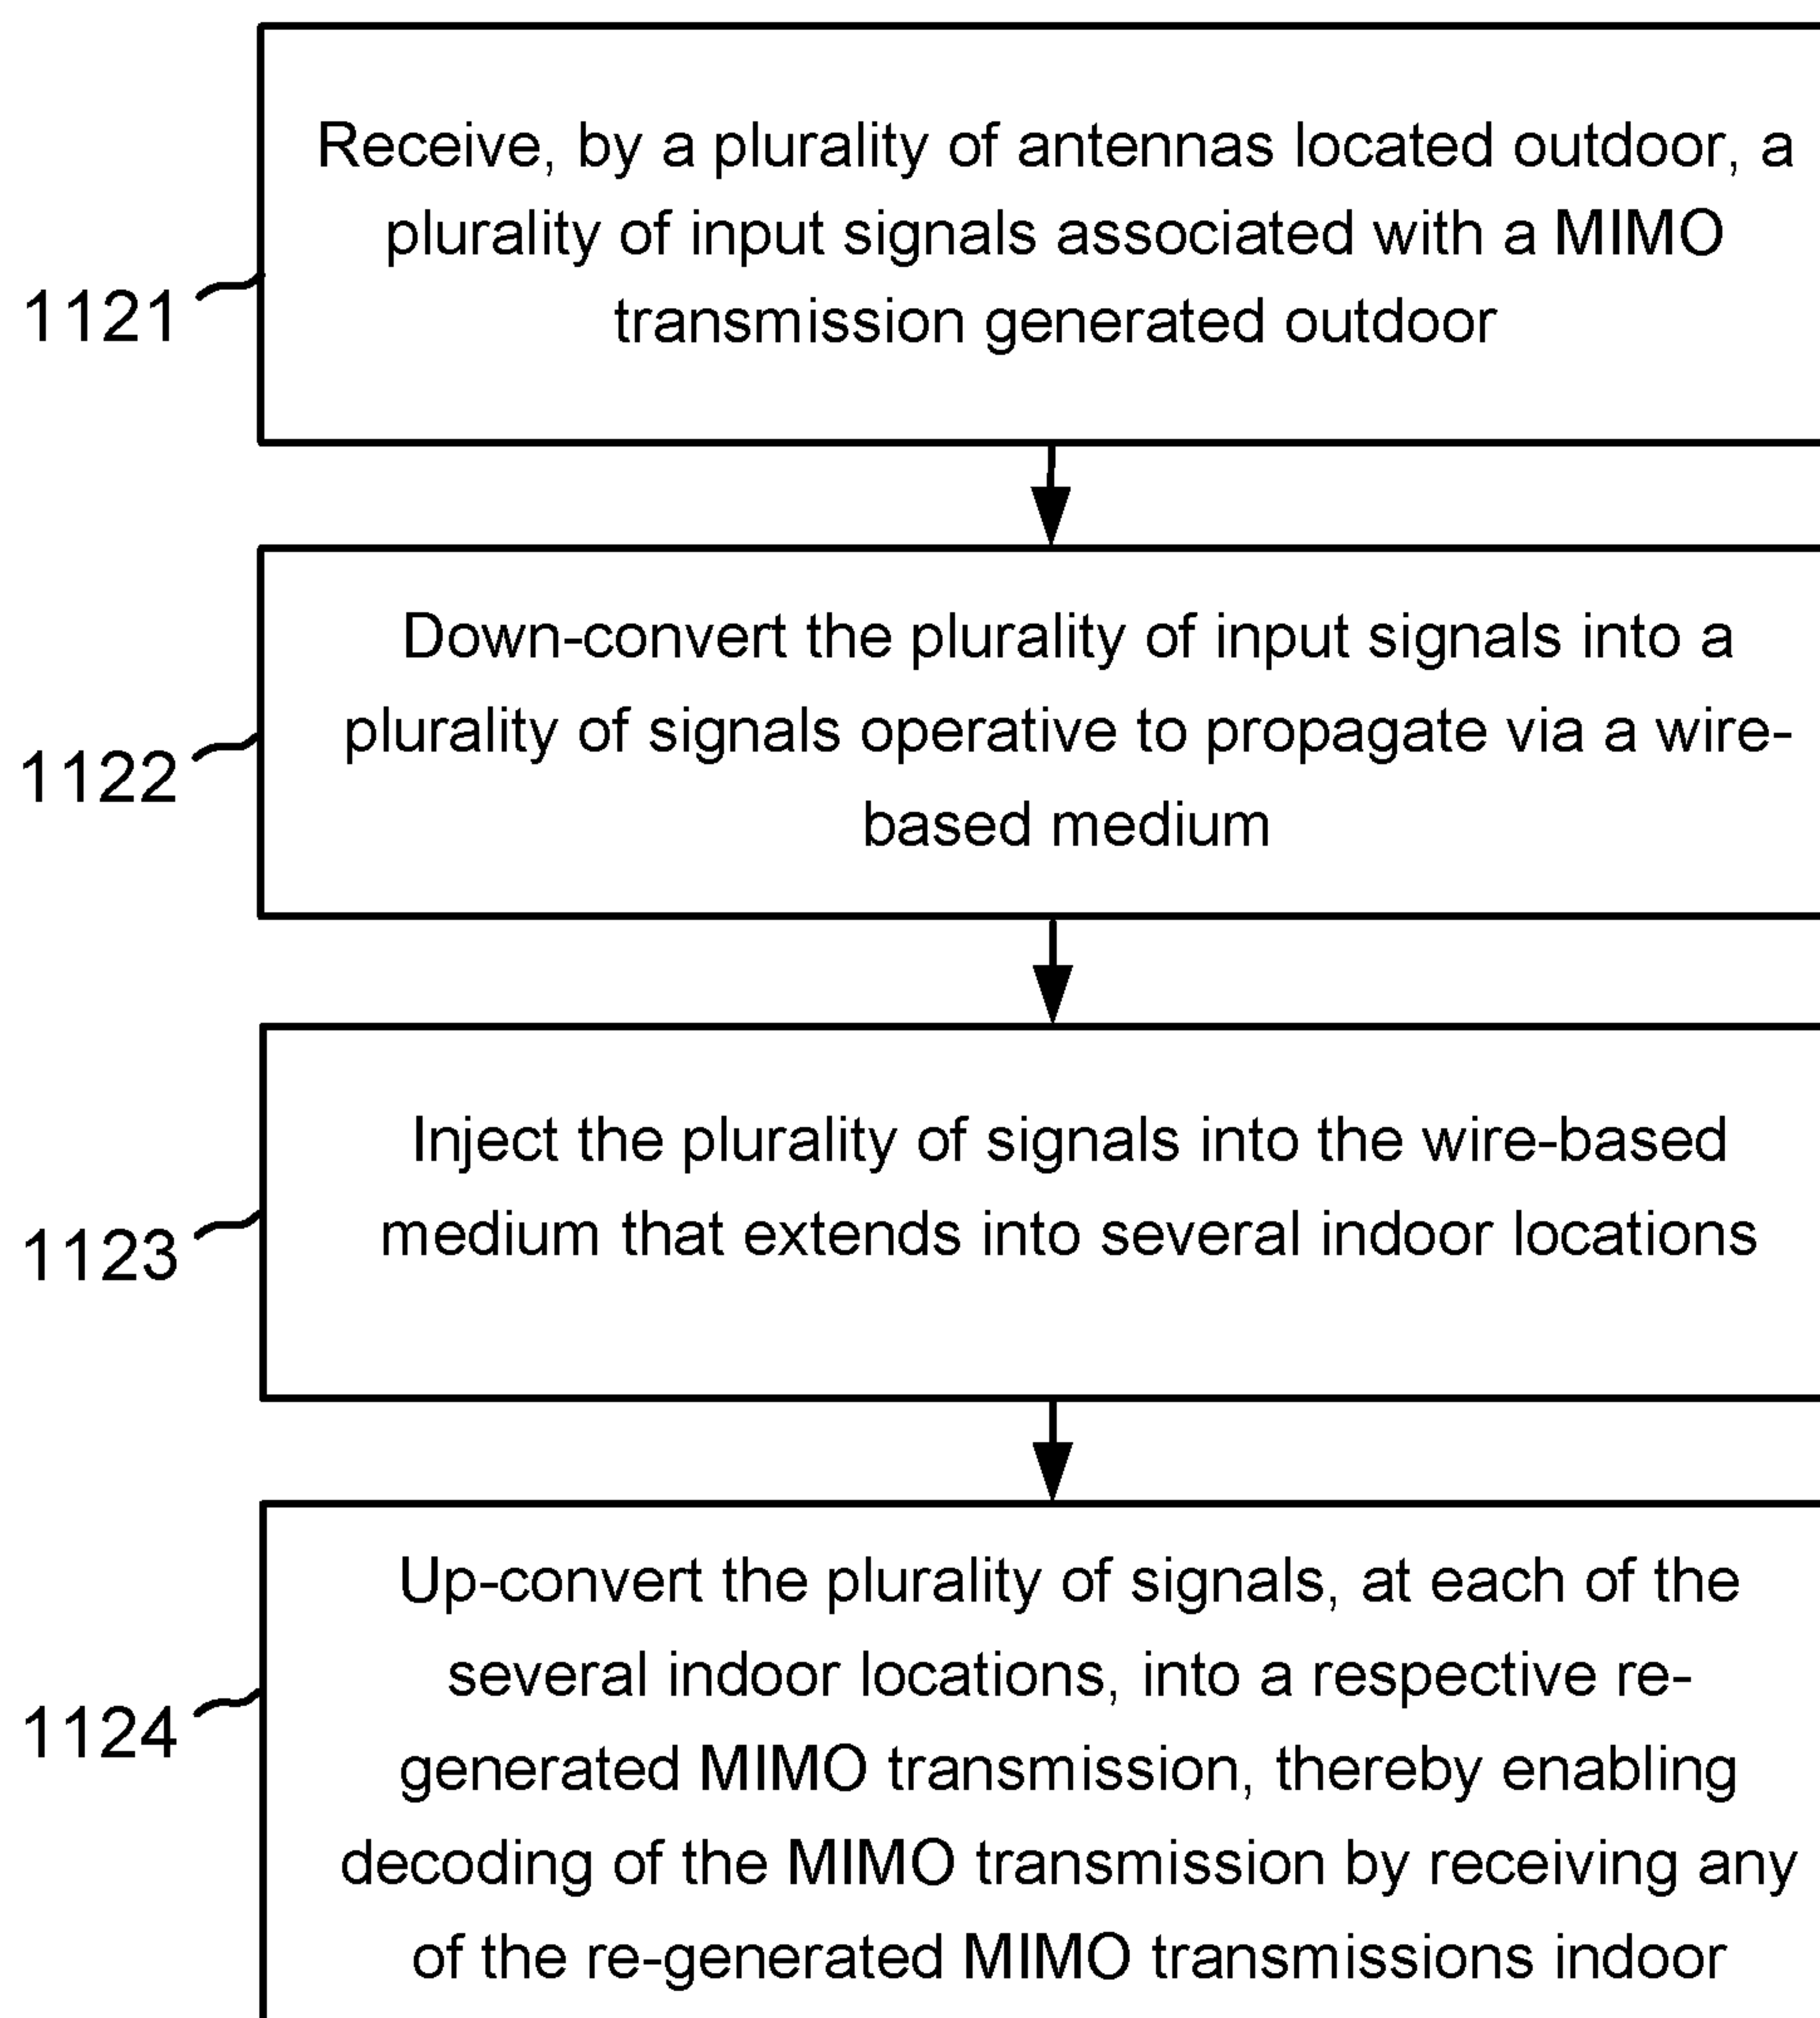 Receive, by a plurality of antennas located outdoor, a
plurality of input signals associated with a MIMO
transmission generated outdoor
1121
Down-convert the plurality of input signals into a
plurality of signals operative to propagate via a wire-
based medium
1122
Inject the plurality of signals into the wire-based
medium that extends into several indoor locations
1123
Up-convert the plurality of signals, at each of the
several indoor locations, into a respective re-
generated MIMO transmission, thereby enabling
decoding of the MIMO transmission by receiving any
of the re-generated MIMO transmissions indoor
1124